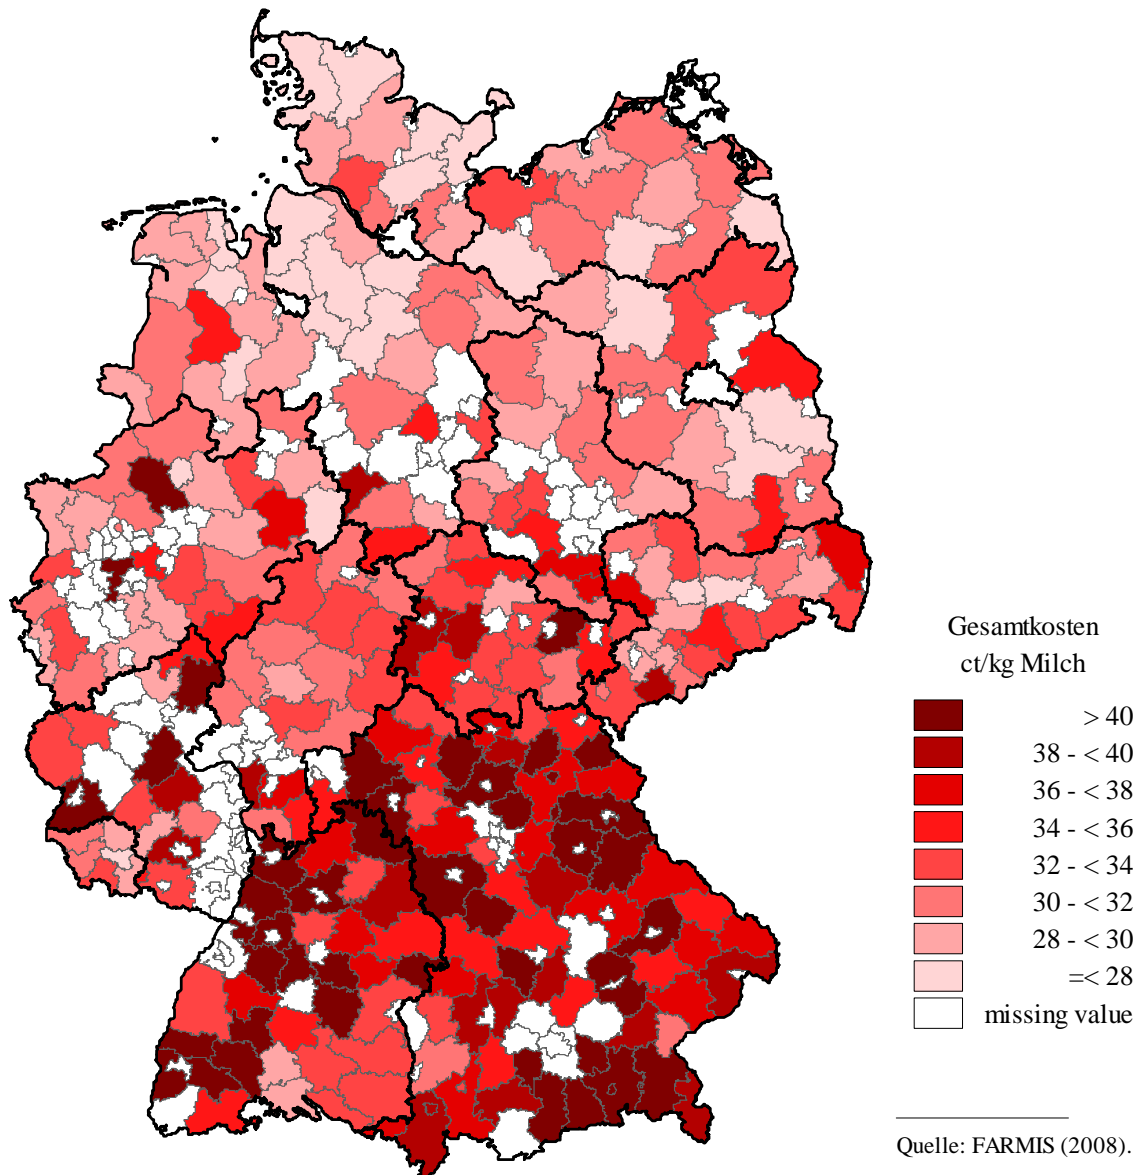 Gesamtkosten
ct/kg Milch
> 40
38 - < 40
36 - < 38
34 - < 36
32 - < 34
30 - < 32
28 - < 30
=< 28
missing value
Quelle: FARMIS (2008).